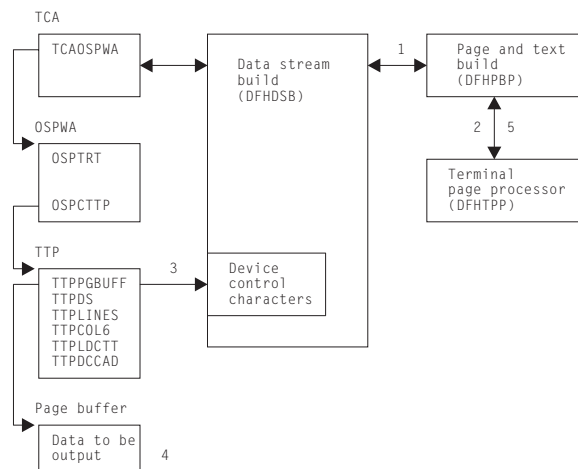 TCA
TCAOSPWA
Data stream
build
(DFHDSB)
1
Page and text
build
(DFHPBP)
2
5
OSPWA
OSPTRT
OSPCTTP
Terminal
page processor
(DFHTPP)
TTP
TTPPGBUFF
TTPDS
TTPLINES
TTPCOL6
TTPLDCTT
TTPDCCAD
3
Device
control
characters
Page buffer
Data to be
output
4